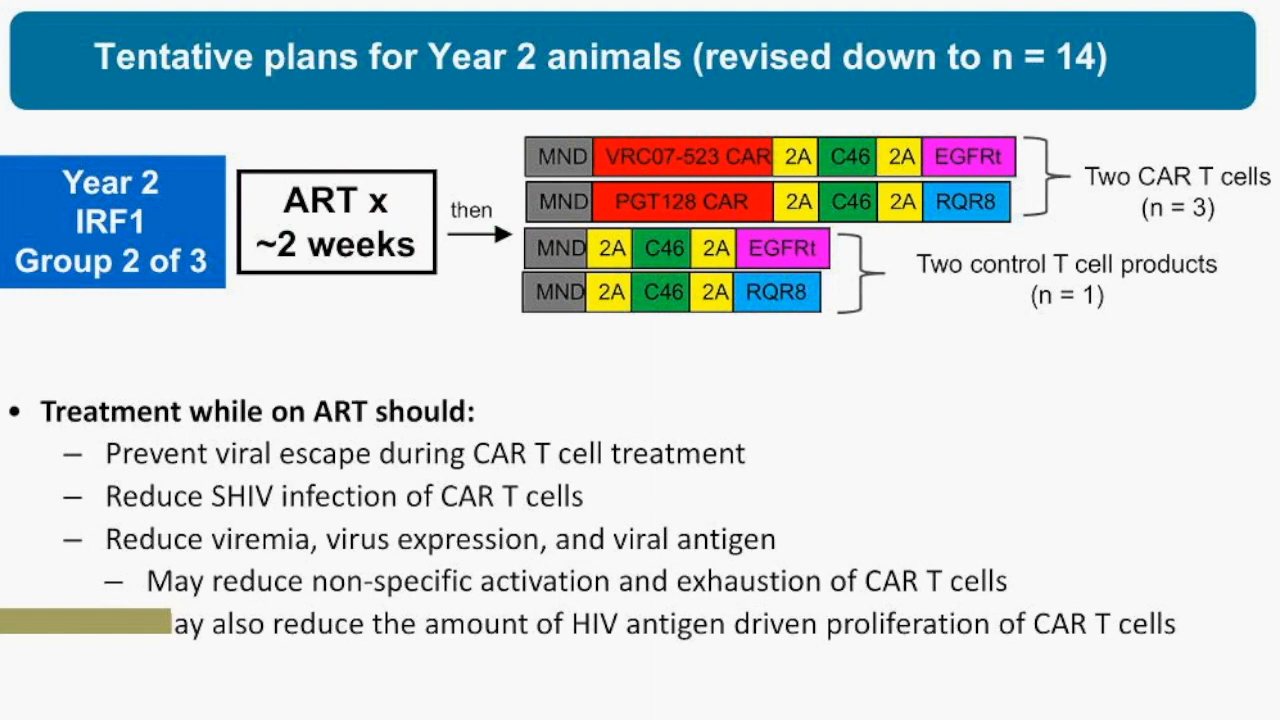 Tentative plans for Year 2 animals (revised down to n = 14)
Year 2
IRF1
Group 2 of 3
ART x
~2 weeks
then
MND VRC07-523 CAR 2A C46 2A EGFRt
MND PGT128 CAR 2A C46 2A RQR8
Two CAR T cells
(n = 3)
MND 2A C46 2A EGFRt
MND 2A C46 2A RQR8
Two control T cell products
(n = 1)
• Treatment while on ART should:
– Prevent viral escape during CAR T cell treatment
– Reduce SHIV infection of CAR T cells
– Reduce viremia, virus expression, and viral antigen
– May reduce non-specific activation and exhaustion of CAR T cells
ay also reduce the amount of HIV antigen driven proliferation of CAR T cells